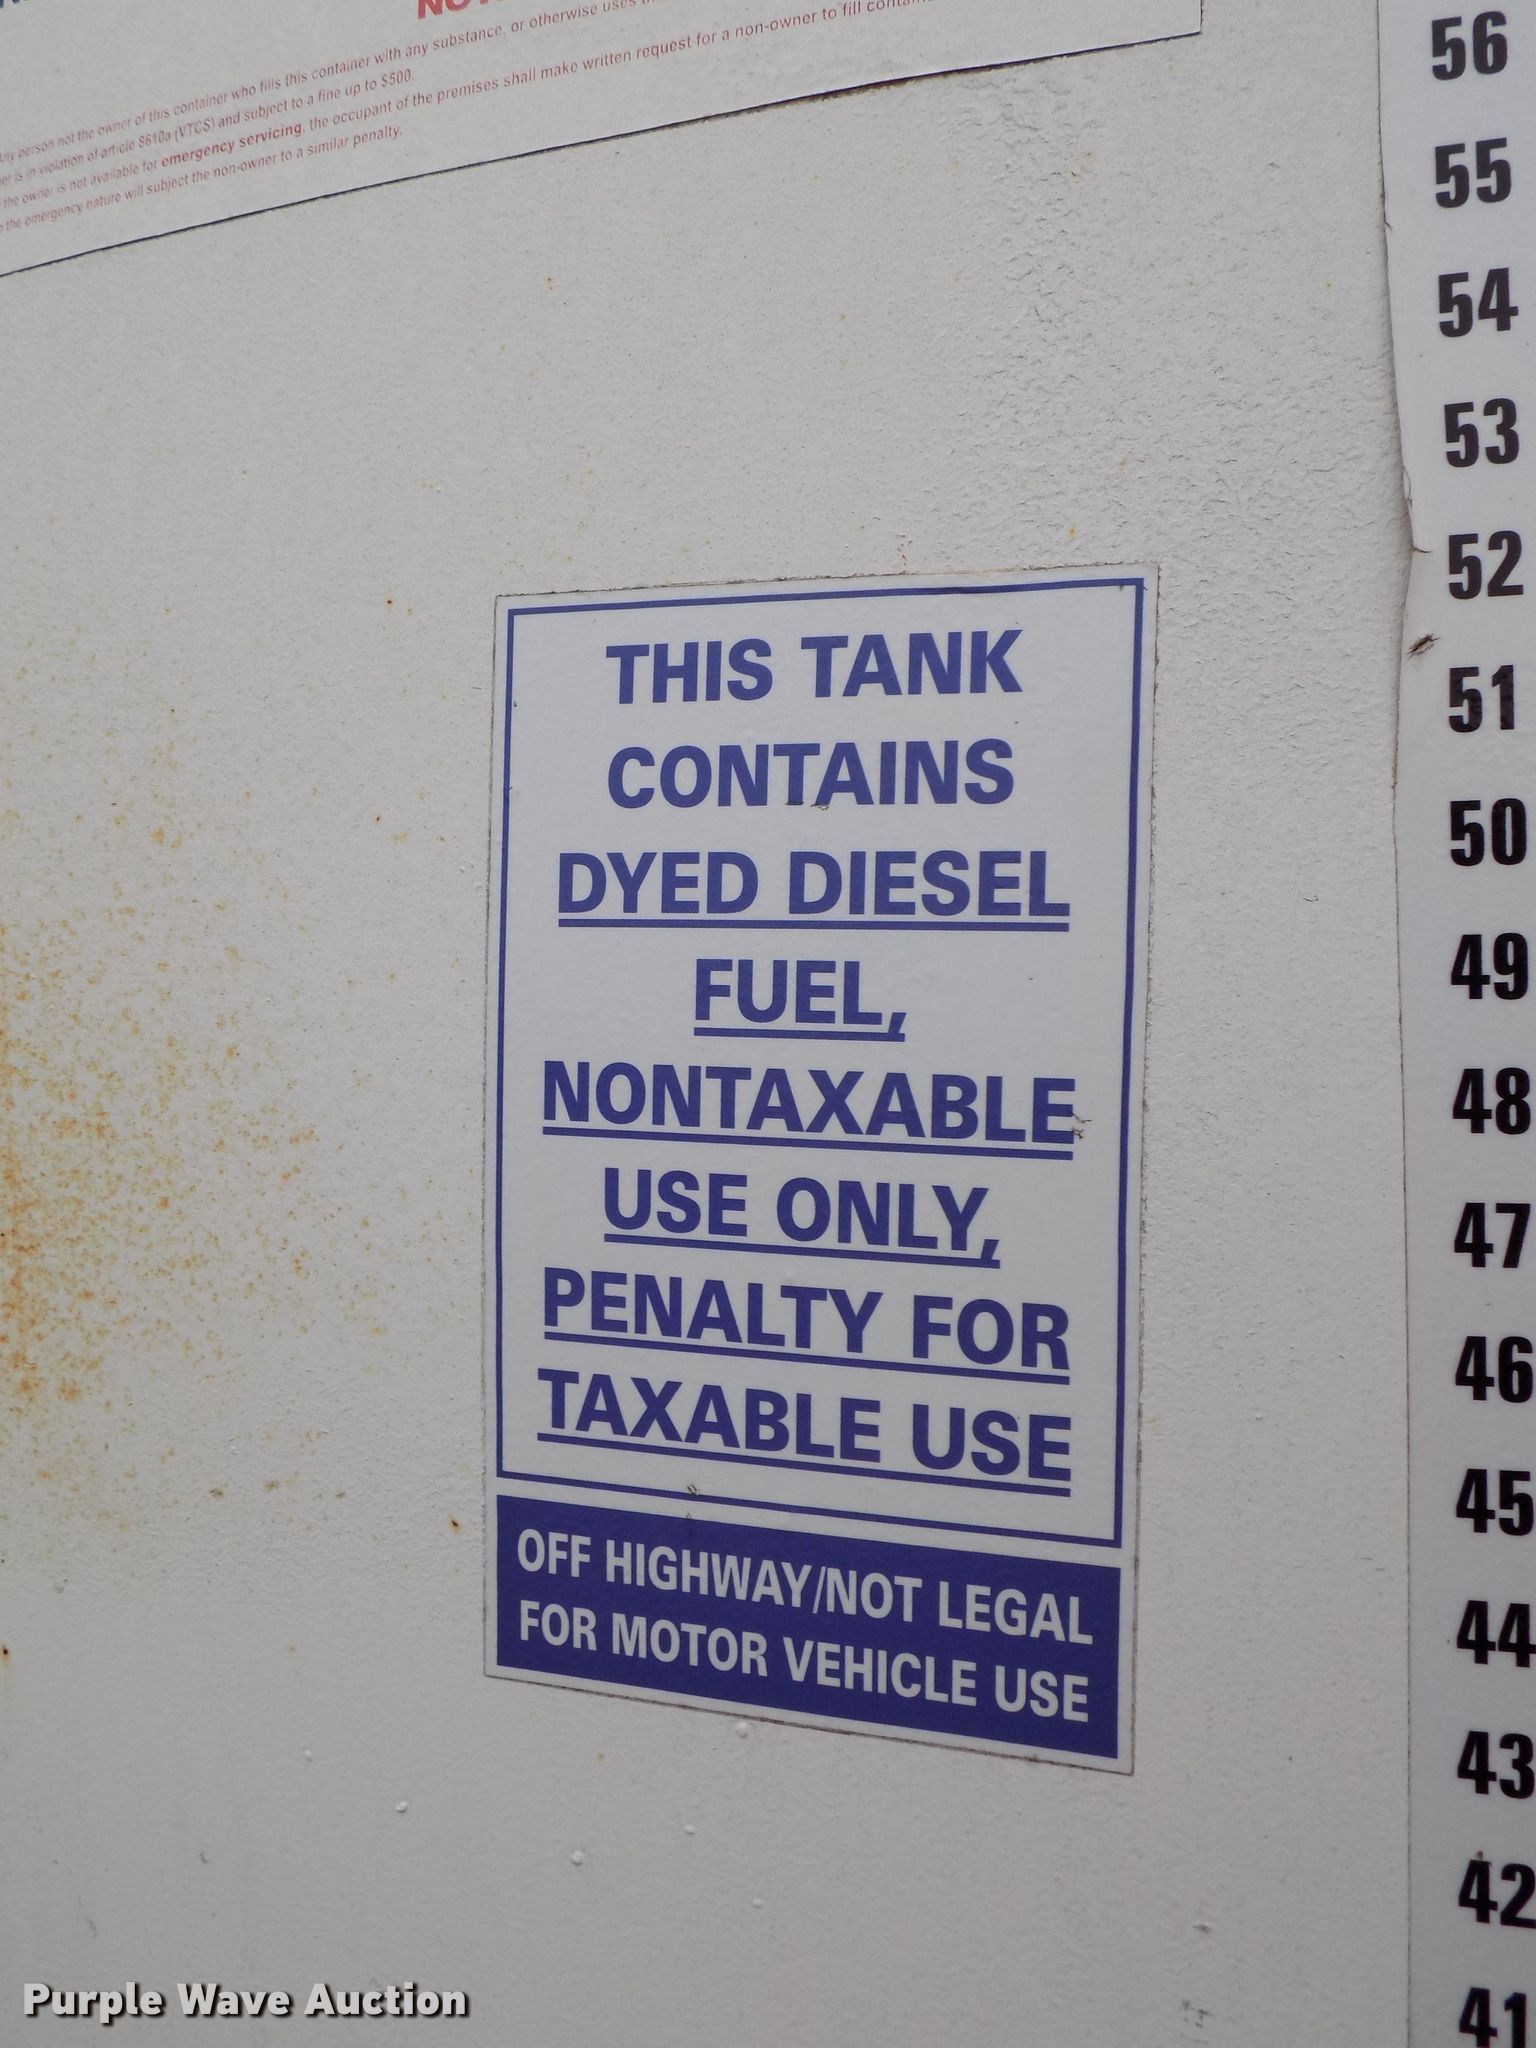 Any person not the owner of this container who fills this container with any substance, or otherwise uses
is in violation of article 8610a (VTCS) and subject to a fine up to $500.
the owner is not available for emergency servicing, the occupant of the premises shall make written request for a non-owner to fill
the emergency nature will subject the non-owner to a similar penalty.
THIS TANK
CONTAINS
DYED DIESEL
FUEL,
NONTAXABLE
USE ONLY,
PENALTY FOR
TAXABLE USE
OFF HIGHWAY/NOT LEGAL
FOR MOTOR VEHICLE USE
56
55
54
53
52
51
50
49
48
47
46
45
44
43
42
41
Purple Wave Auction